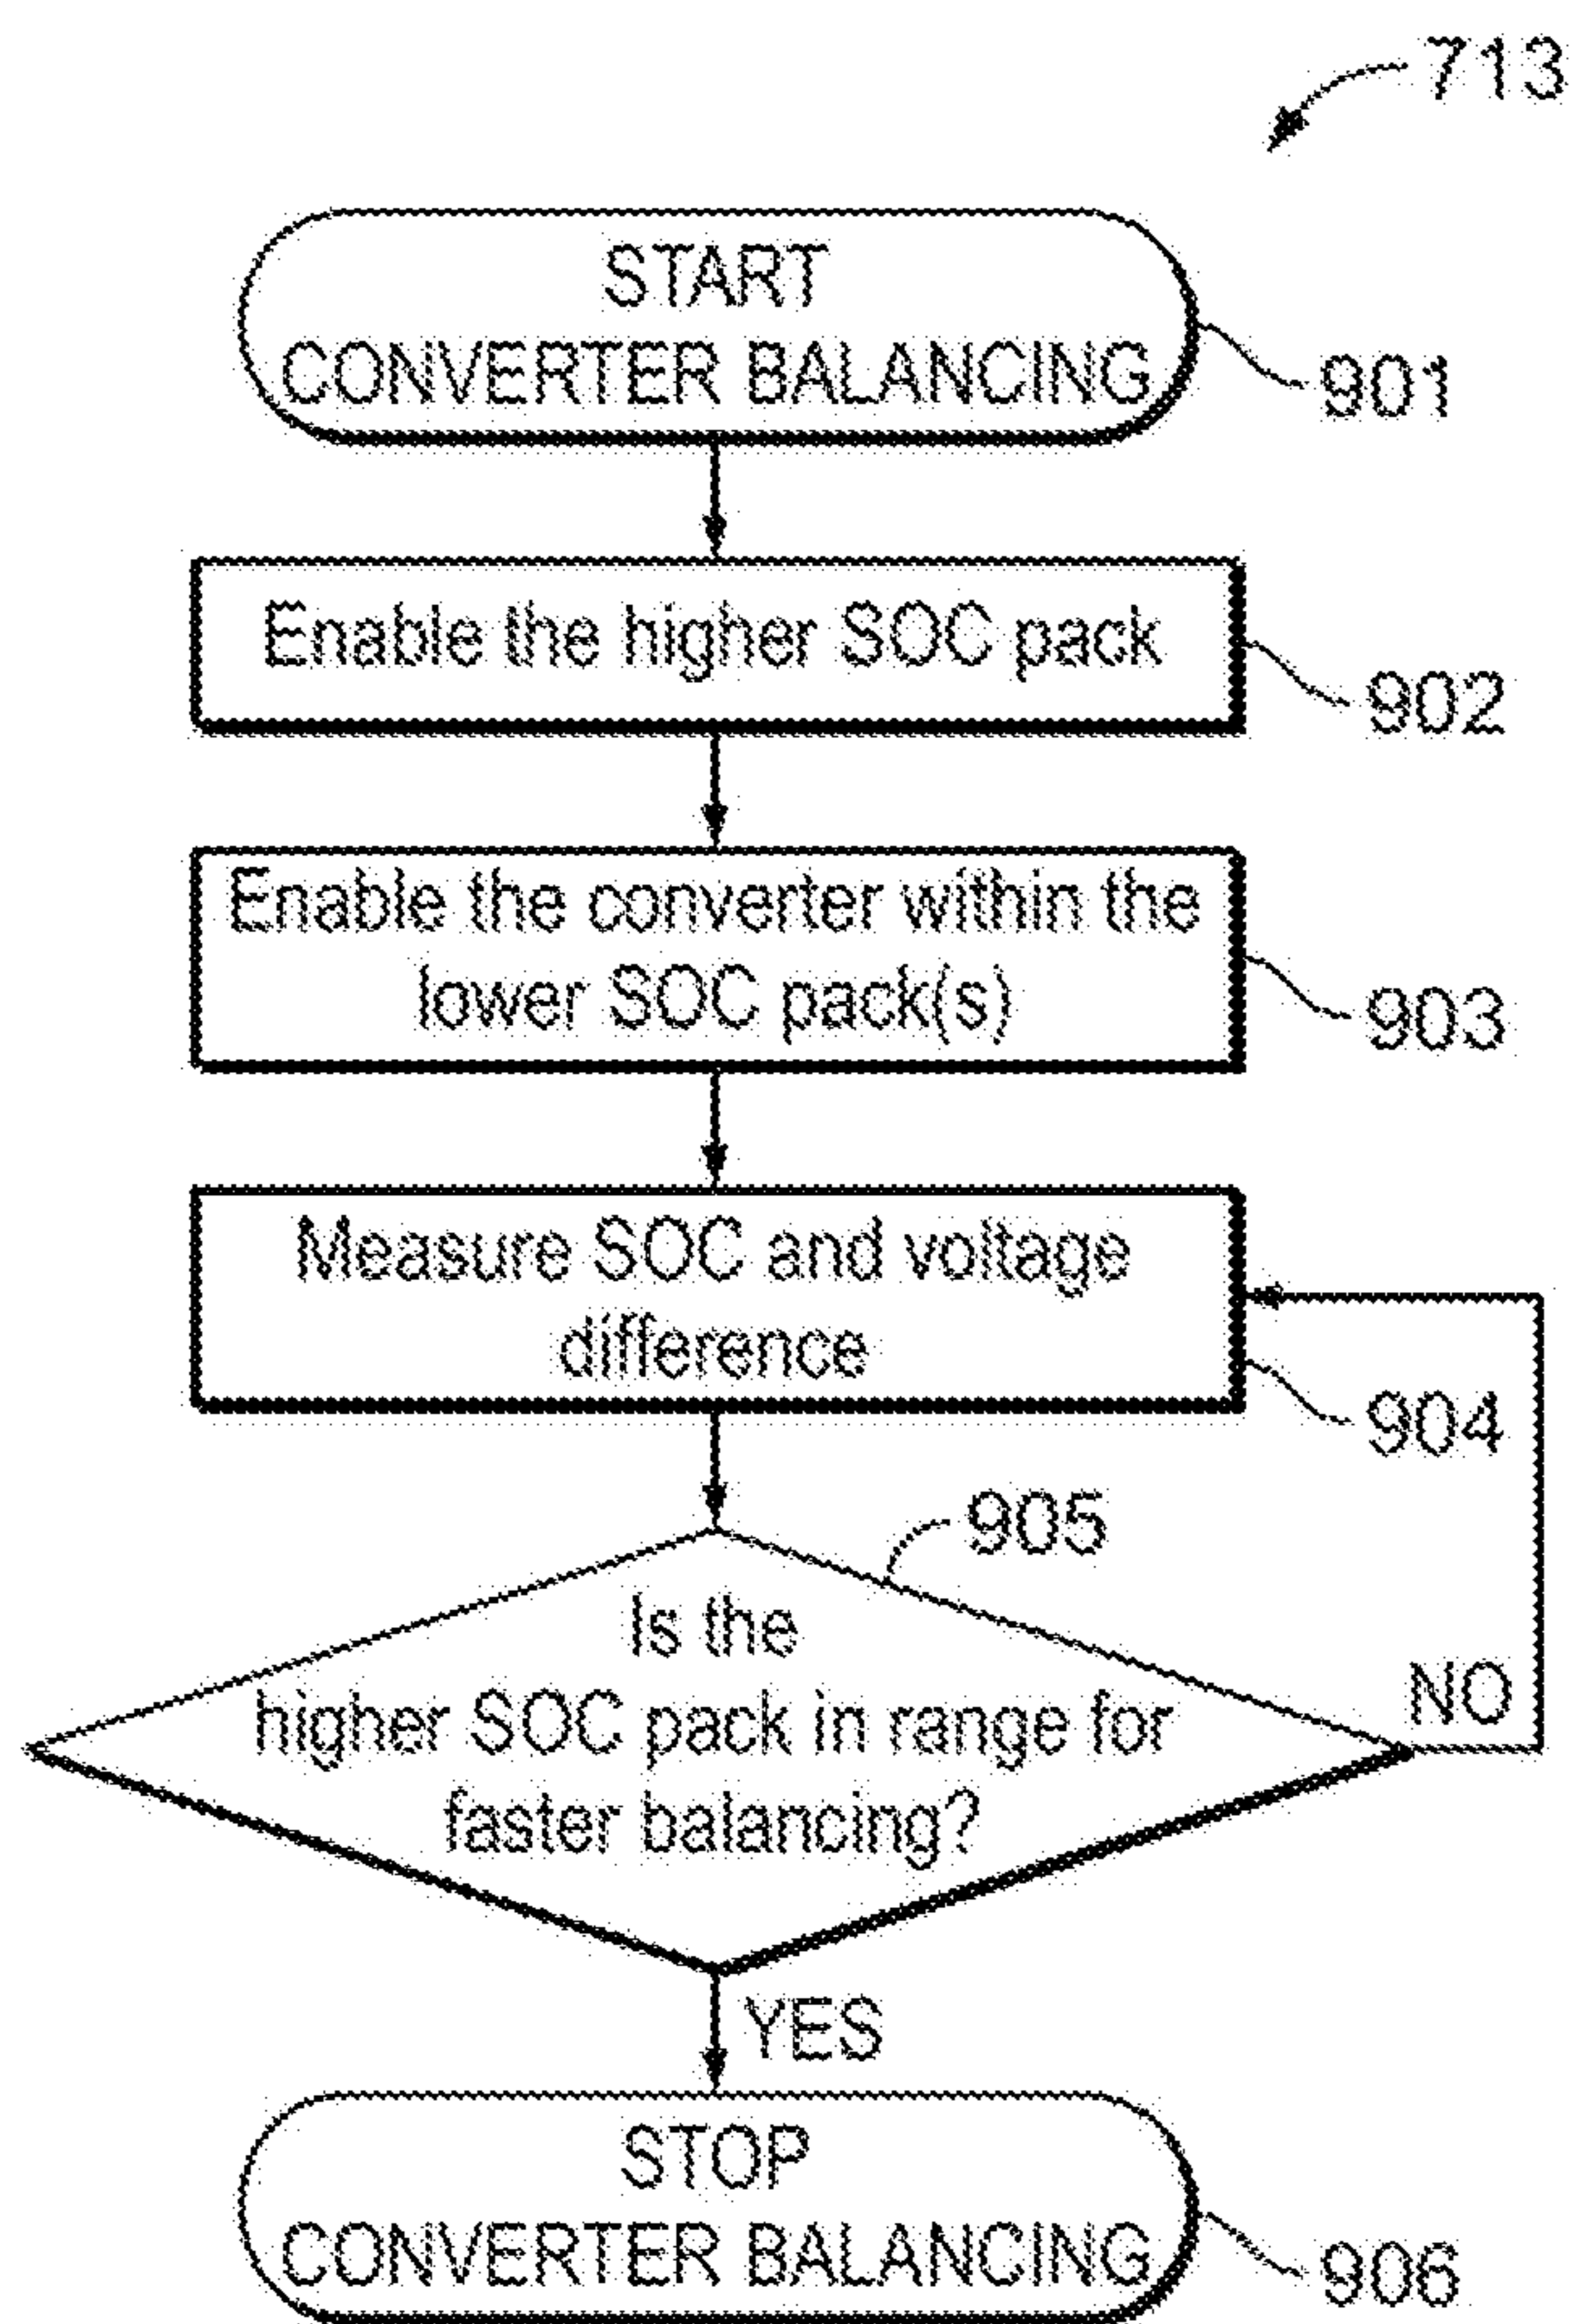 713
START
CONVERTER BALANCING
901
Enable the higher SOC pack
902
Enable the converter within the
lower SOC pack(s)
903
Measure SOC and voltage
difference
904
905
Is the
higher SOC pack in range for
faster balancing?
NO
YES
STOP
CONVERTER BALANCING
906